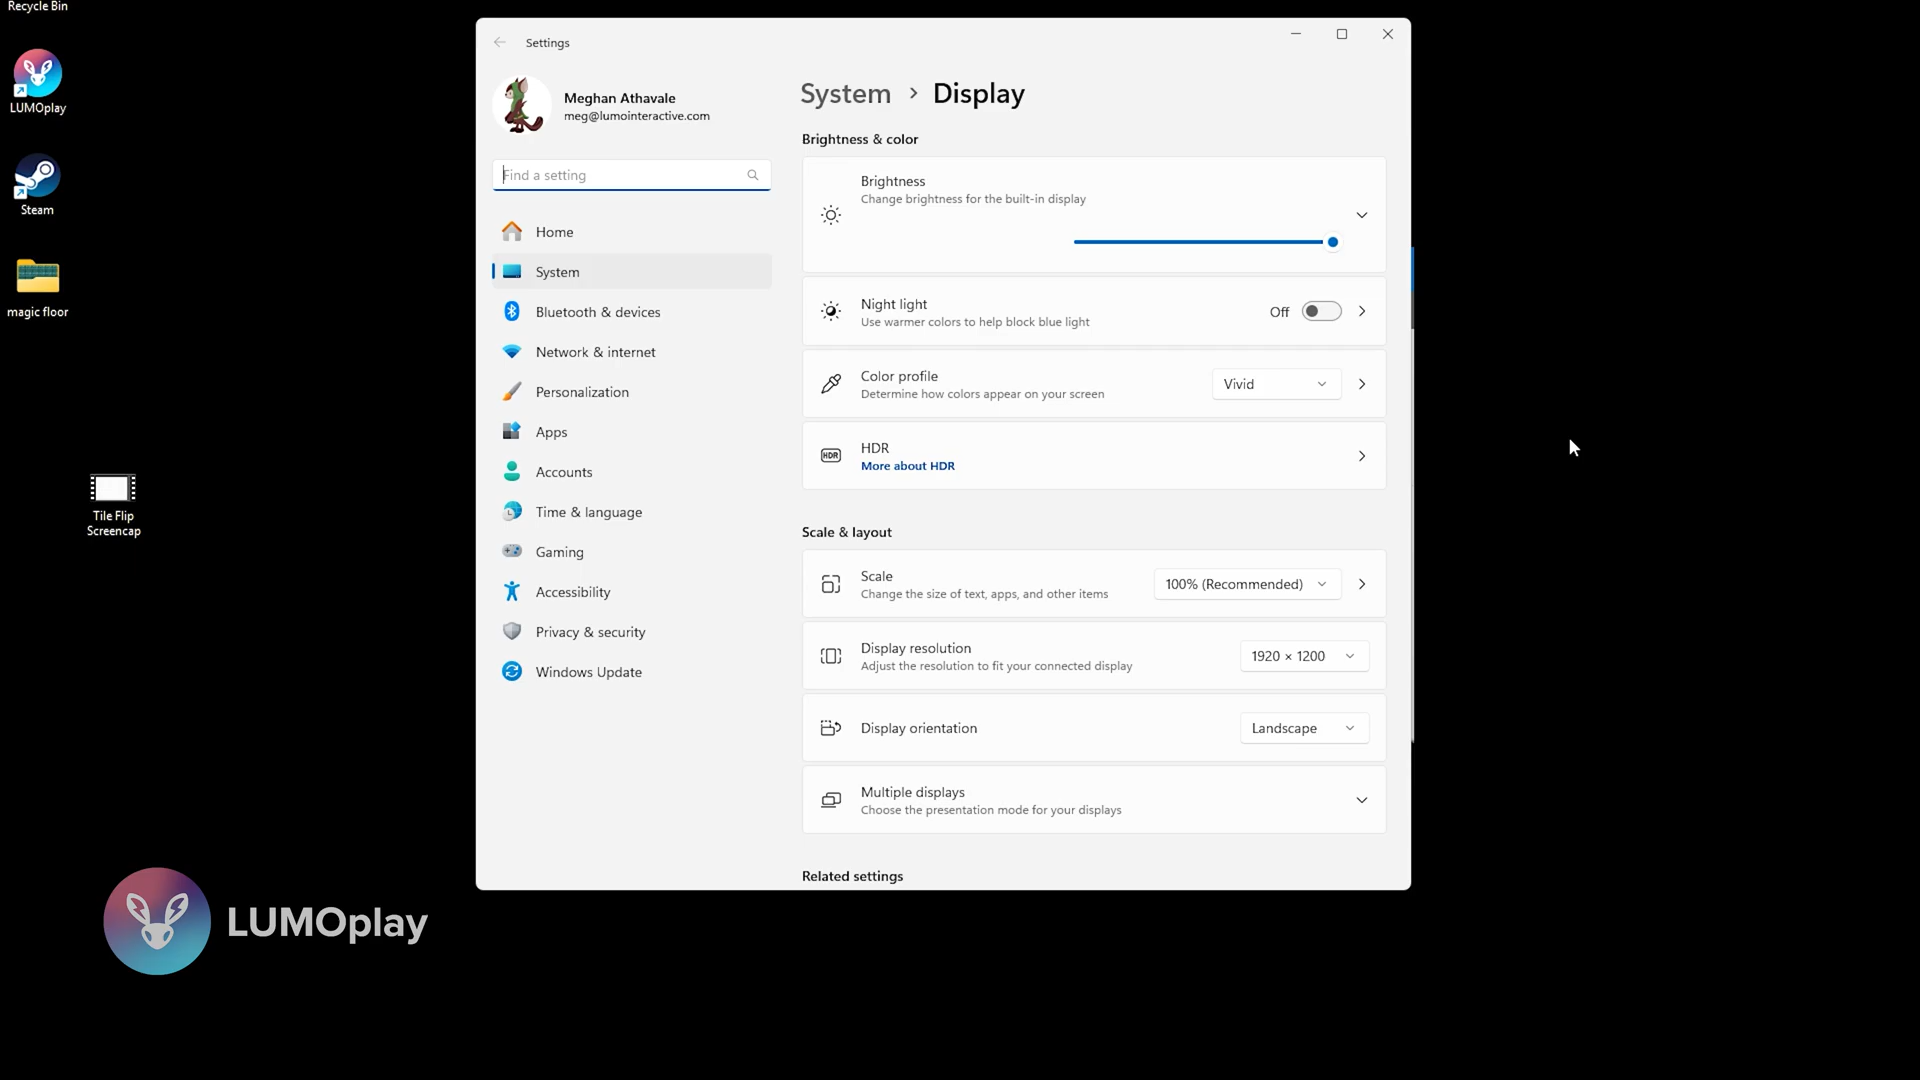 Recycle Bin
LUMOplay
Steam
magic floor
Tile Flip
Screencap
LUMOplay
Settings
Meghan Athavale
meg@lumointeractive.com
Find a setting
Home
System
Bluetooth & devices
Network & internet
Personalization
Apps
Accounts
Time & language
Gaming
Accessibility
Privacy & security
Windows Update
System > Display
Brightness & color
Brightness
Change brightness for the built-in display
Night light
Use warmer colors to help block blue light
Off
Color profile
Determine how colors appear on your screen
Vivid
HDR
HDR
More about HDR
Scale & layout
Scale
Change the size of text, apps, and other items
100% (Recommended)
Display resolution
Adjust the resolution to fit your connected display
1920 × 1200
Display orientation
Landscape
Multiple displays
Choose the presentation mode for your displays
Related settings